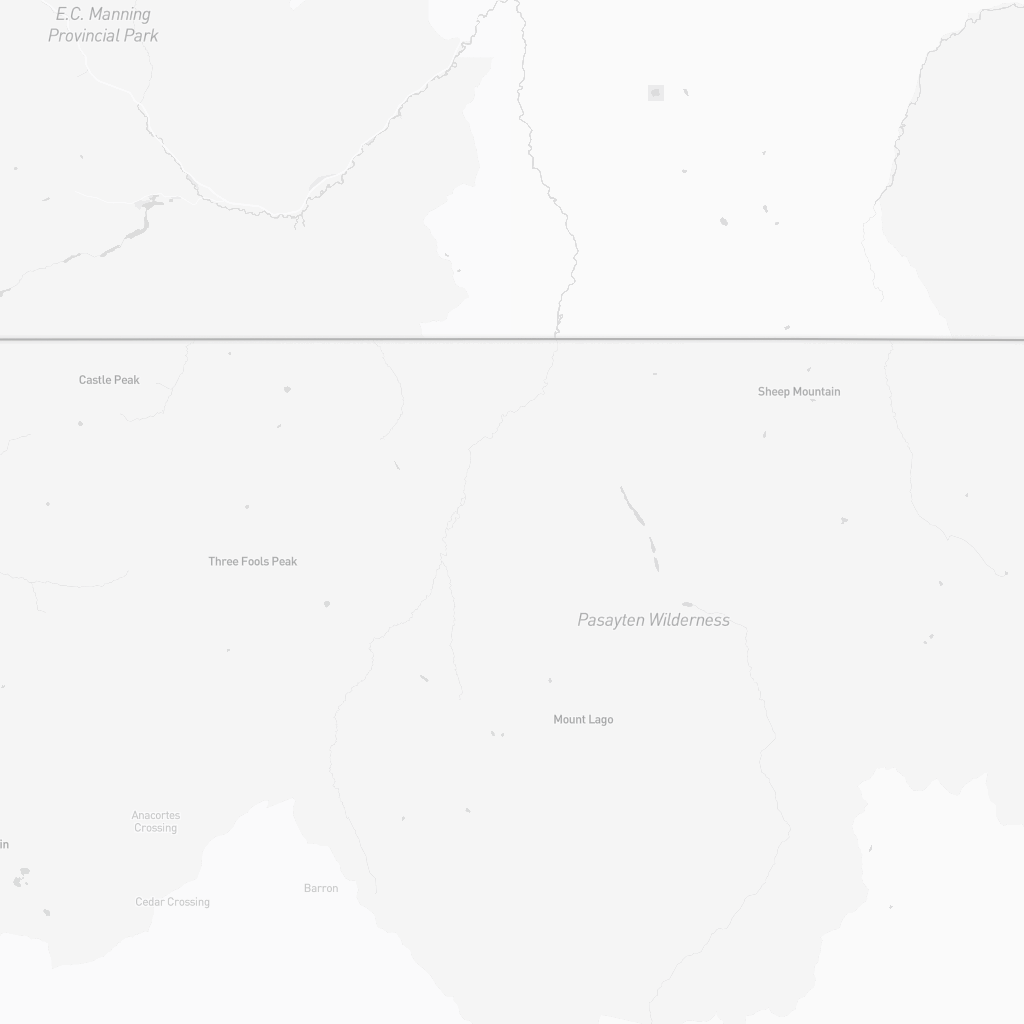 E.C. Manning
Provincial Park
Castle Peak
Sheep Mountain
Three Fools Peak
Pasayten Wilderness
Mount Lago
Anacortes
Crossing
in
Barron
Cedar Crossing